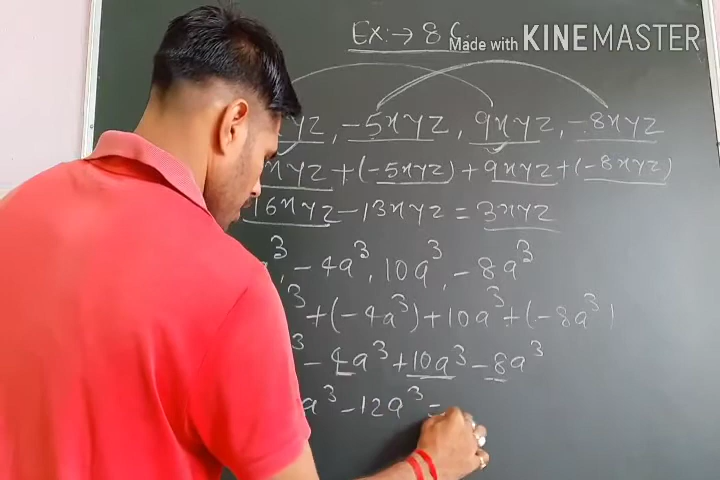 Ex:→ 8
Made with KINEMASTER
yz, -5xyz, 9xyz, -8xyz
xyz + (-5xyz) + 9xyz + (-8xyz)
16xyz - 13xyz = 3xyz
³, -4a³, 10a³, -8a³
³ + (-4a³) + 10a³ + (-8a³)
³ - 4a³ + 10a³ - 8a³
a³ - 12a³ =